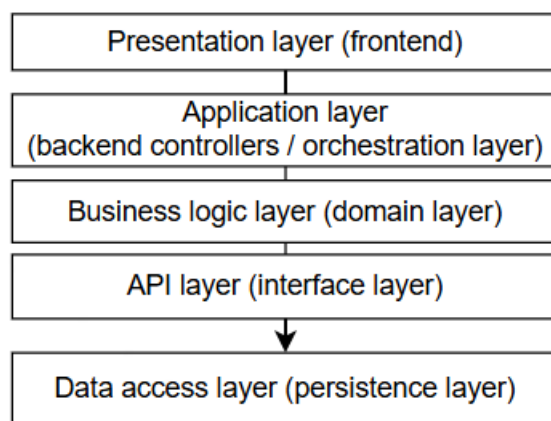 Presentation layer (frontend)
Application layer
(backend controllers / orchestration layer)
Business logic layer (domain layer)
API layer (interface layer)
Data access layer (persistence layer)